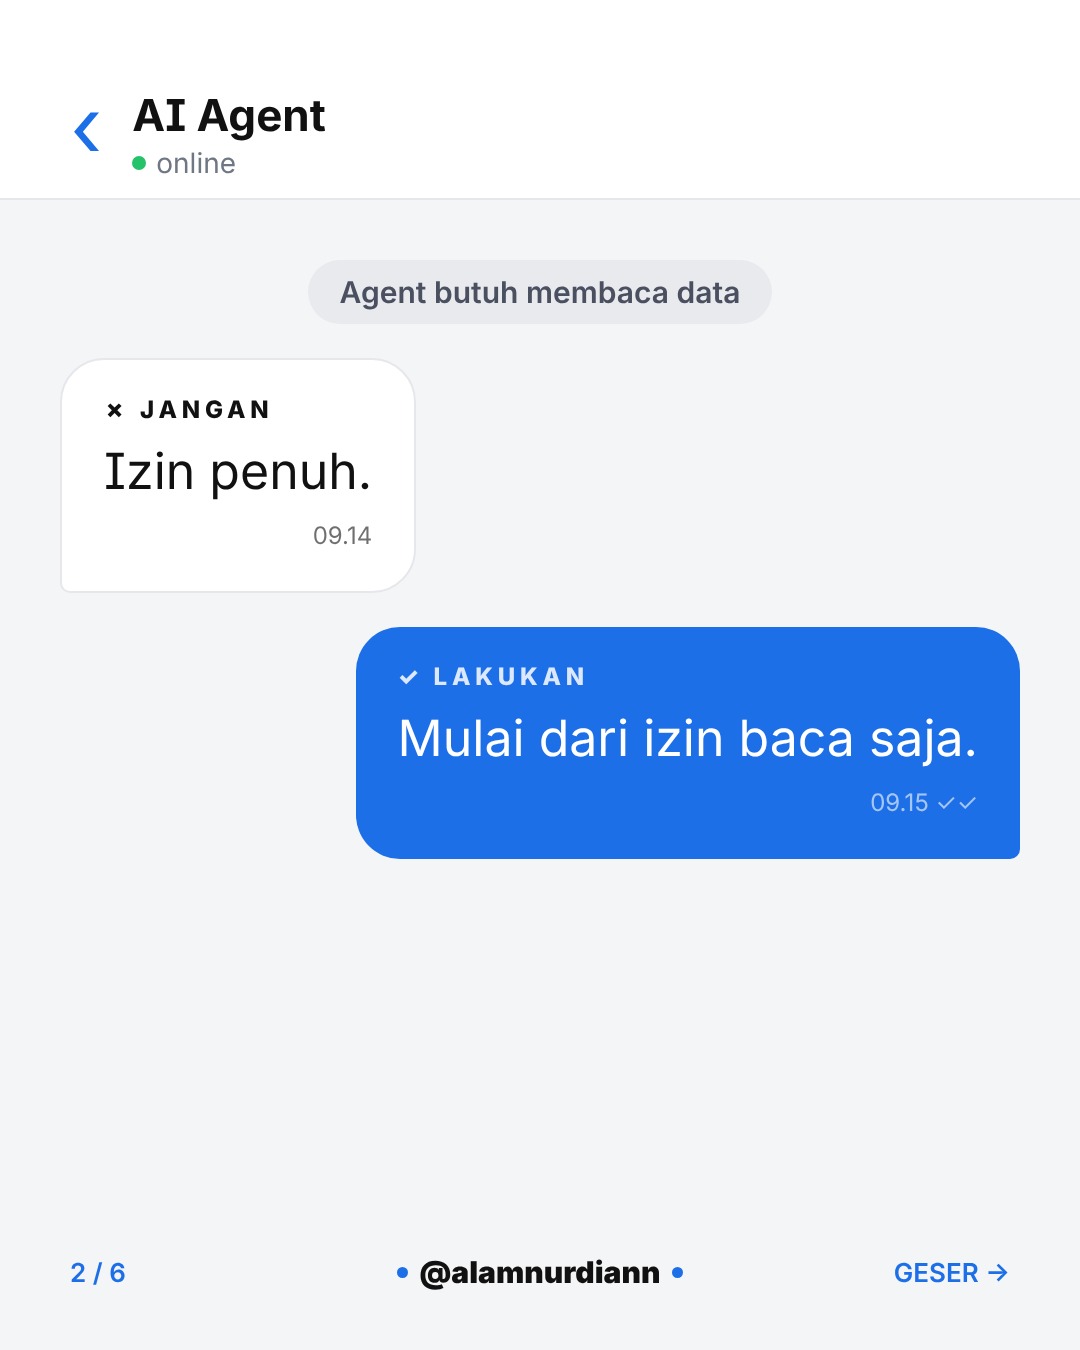 AI Agent
online
Agent butuh membaca data
× JANGAN
Izin penuh.
09.14
✓ LAKUKAN
Mulai dari izin baca saja.
09.15 ✓✓
2 / 6
• @alamnurdiann •
GESER →